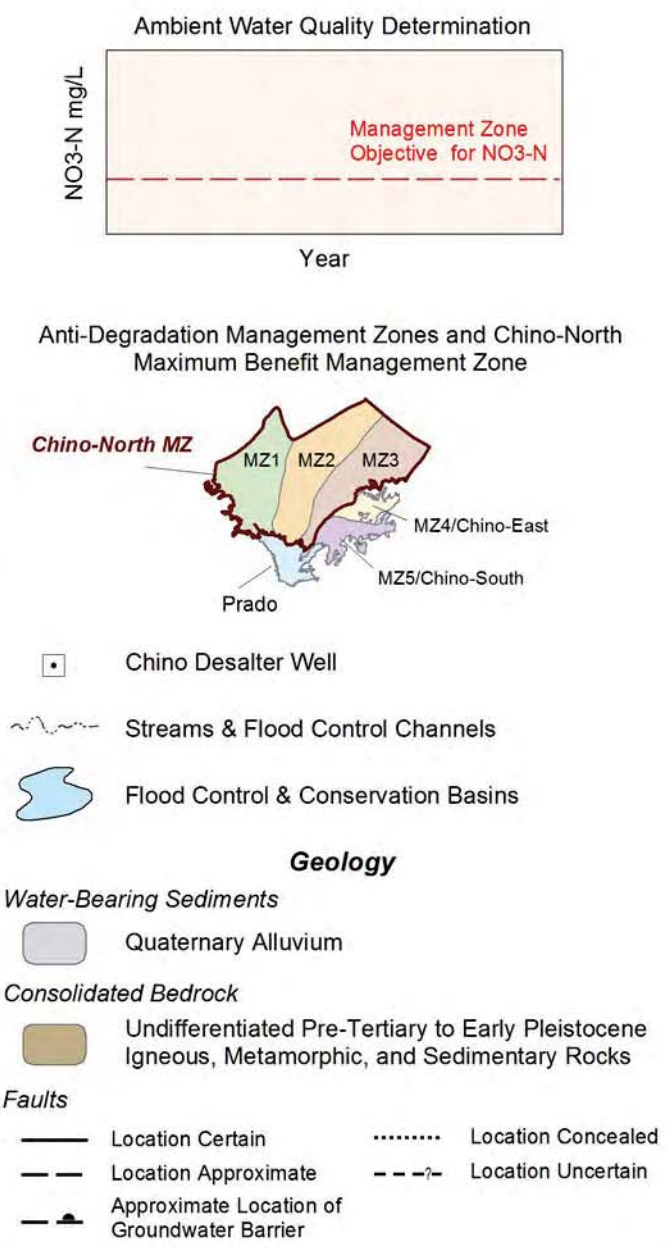 Ambient Water Quality Determination
NO3-N mg/L
Management Zone
Objective for NO3-N
Year
Anti-Degradation Management Zones and Chino-North
Maximum Benefit Management Zone
Chino-North MZ
MZ1
MZ2
MZ3
MZ4/Chino-East
MZ5/Chino-South
Prado
Chino Desalter Well
Streams & Flood Control Channels
Flood Control & Conservation Basins
Geology
Water-Bearing Sediments
Quaternary Alluvium
Consolidated Bedrock
Undifferentiated Pre-Tertiary to Early Pleistocene
Igneous, Metamorphic, and Sedimentary Rocks
Faults
Location Certain
Location Concealed
Location Approximate
?
Location Uncertain
Approximate Location of
Groundwater Barrier